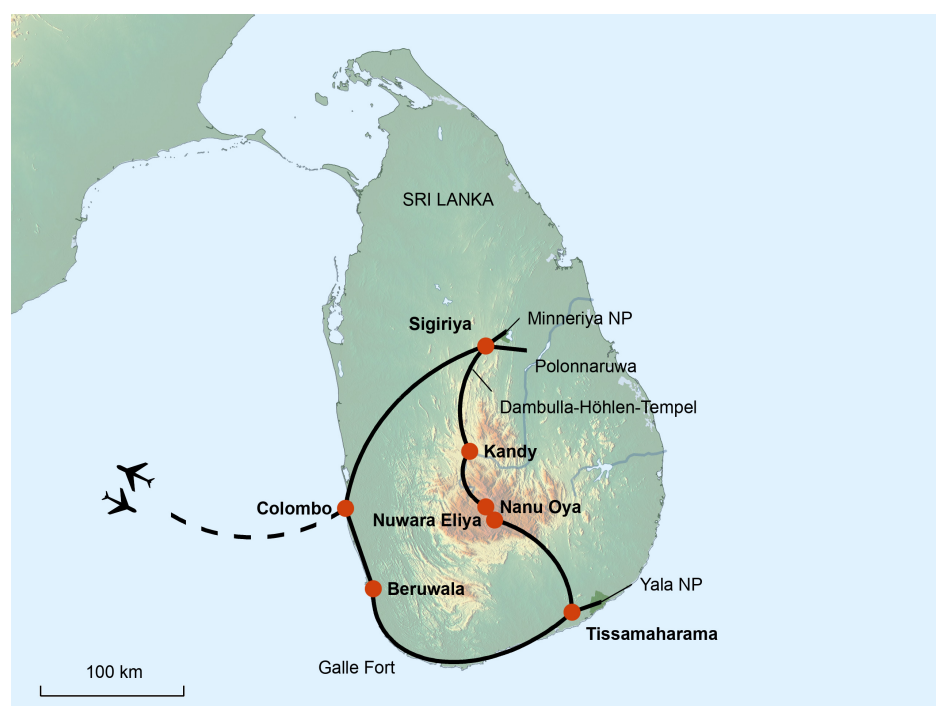 SRI LANKA
Minneriya NP
Sigiriya
Polonnaruwa
Dambulla-Höhlen-Tempel
Kandy
Colombo
Nanu Oya
Nuwara Eliya
Yala NP
Beruwala
Tissamaharama
Galle Fort
100 km